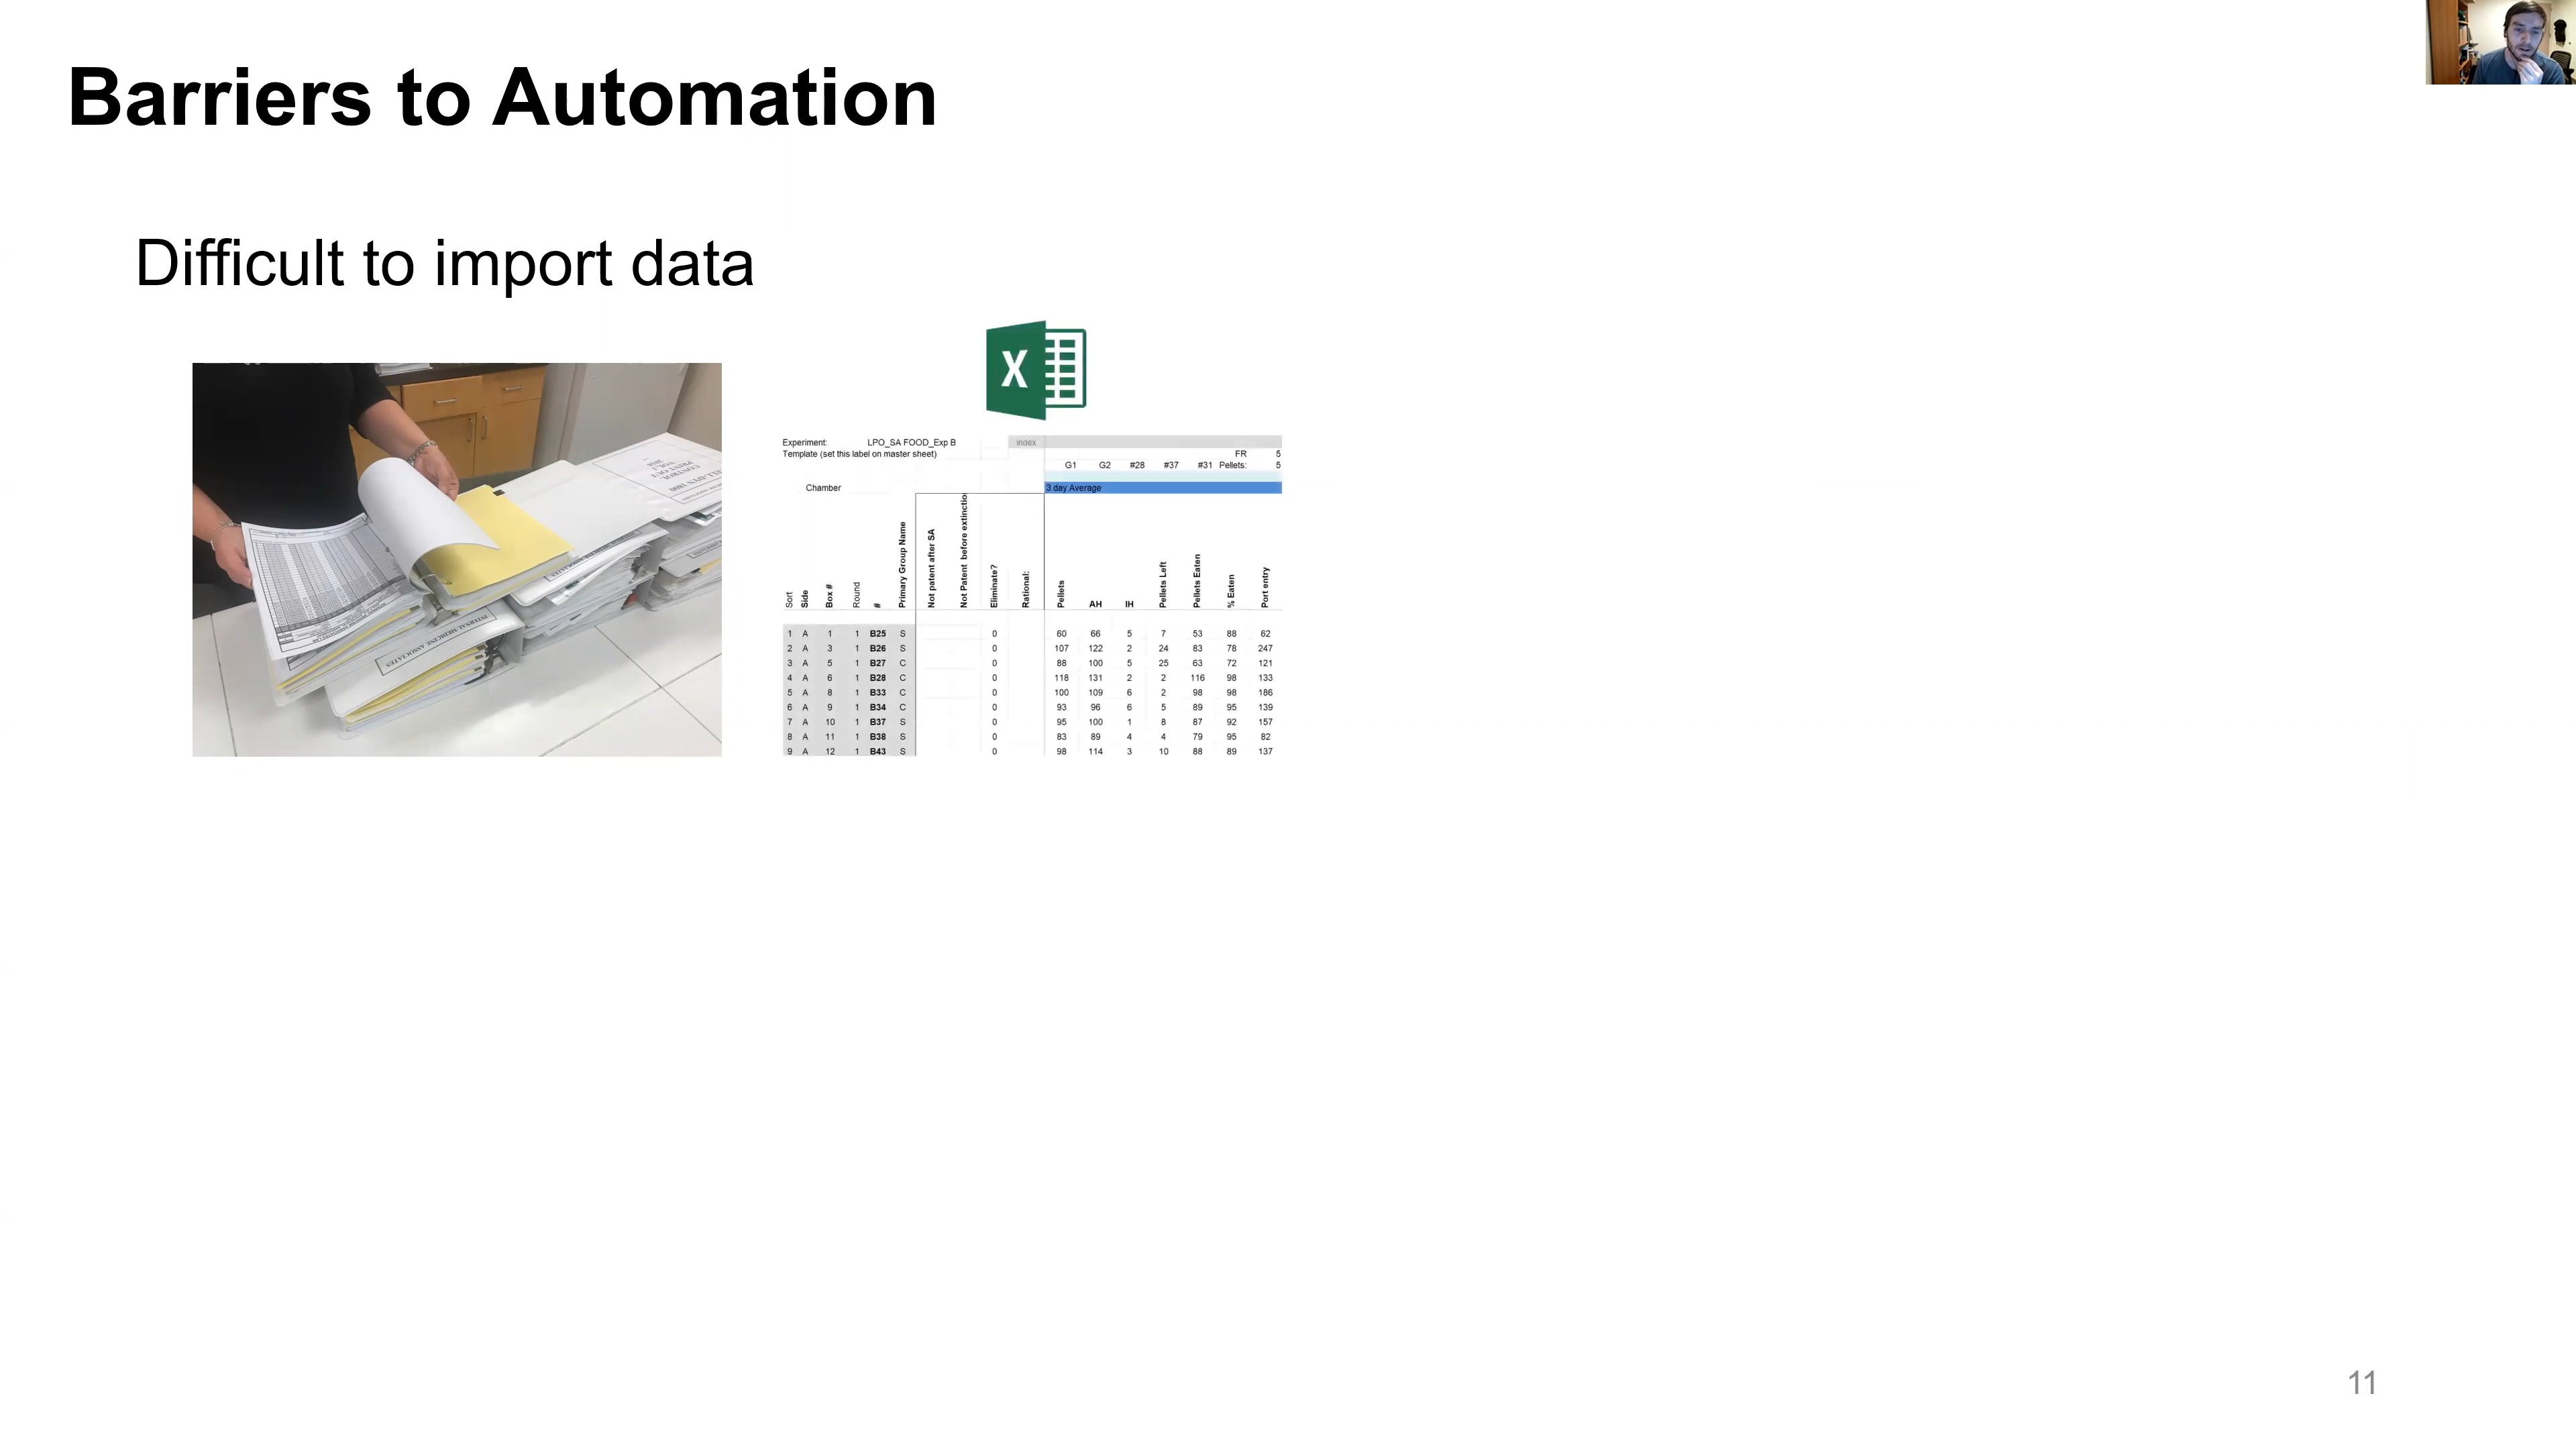 Barriers to Automation
Difficult to import data
INTERNAL MEDICINE ASSOCIATES
X
Experiment: LPO_SA FOOD_Exp B index
Template (set this label on master sheet) FR 5
G1 G2 #28 #37 #31 Pellets: 5
Chamber 3 day Average
Sort Side Box # Round # Primary Group Name Not patent after SA Not Patent before extinctio Eliminate? Rational: Pellets AH IH Pellets Left Pellets Eaten % Eaten Port entry
1 A 1 1 B25 S 0 60 66 5 7 53 88 62
2 A 3 1 B26 S 0 107 122 2 24 83 78 247
3 A 5 1 B27 C 0 88 100 5 25 63 72 121
4 A 6 1 B28 C 0 118 131 2 2 116 98 133
5 A 8 1 B33 C 0 100 109 6 2 98 98 186
6 A 9 1 B34 C 0 93 96 6 5 89 95 139
7 A 10 1 B37 S 0 95 100 1 8 87 92 157
8 A 11 1 B38 S 0 83 89 4 4 79 95 82
9 A 12 1 B43 S 0 98 114 3 10 88 89 137
11